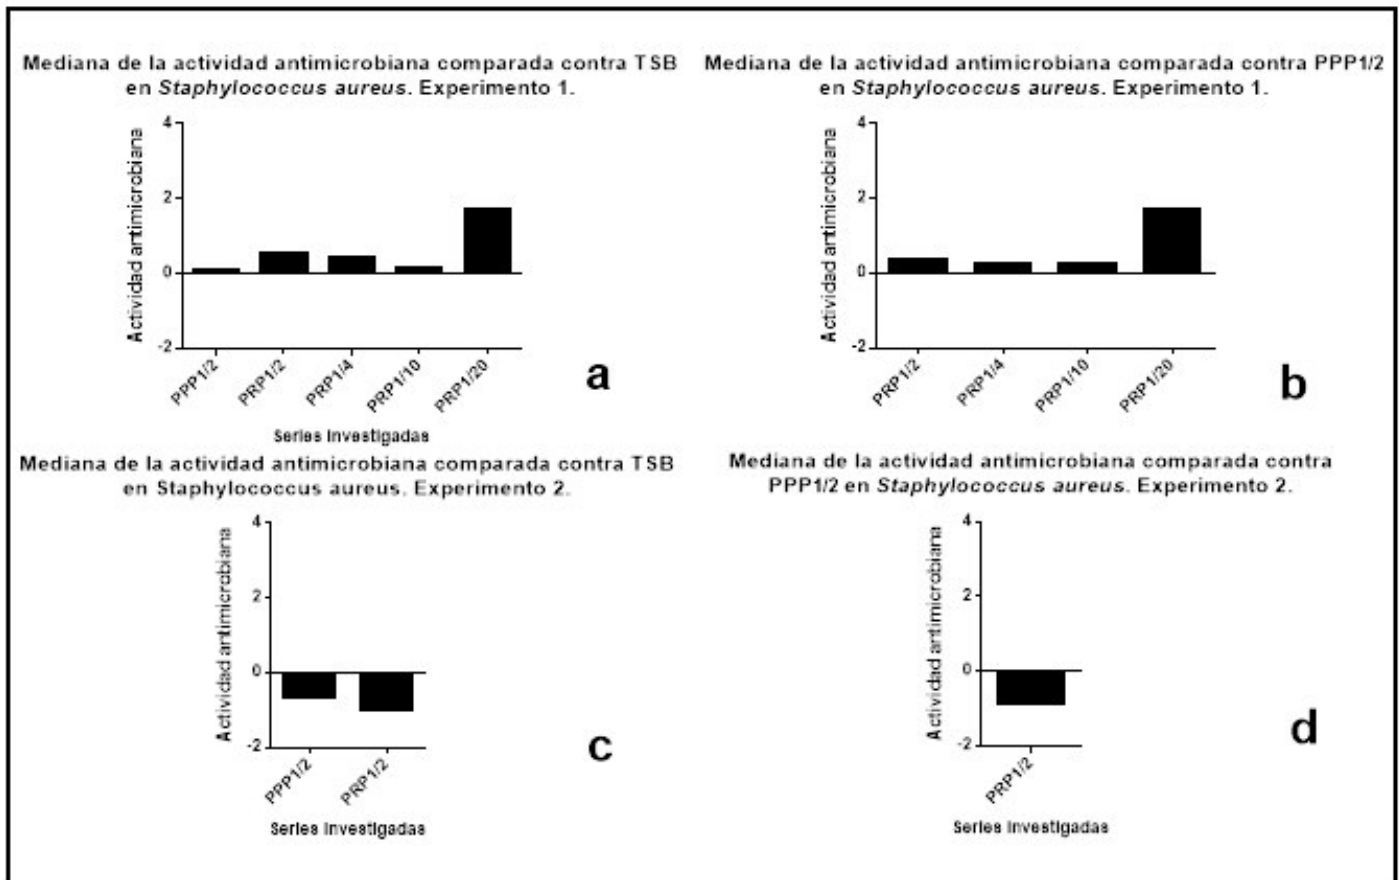 Mediana de la actividad antimicrobiana comparada contra TSB
en Staphylococcus aureus. Experimento 1.
Actividad antimicrobiana
4
2
0
-2
PPP1/2
PRP1/2
PRP1/4
PRP1/10
PRP1/20
Series Investigadas
a
Mediana de la actividad antimicrobiana comparada contra PPP1/2
en Staphylococcus aureus. Experimento 1.
Actividad antimicrobiana
4
2
0
-2
PRP1/2
PRP1/4
PRP1/10
PRP1/20
b
Mediana de la actividad antimicrobiana comparada contra TSB
en Staphylococcus aureus. Experimento 2.
Actividad antimicrobiana
4
2
0
-2
PPP1/2
PRP1/2
Series Investigadas
c
Mediana de la actividad antimicrobiana comparada contra
PPP1/2 en Staphylococcus aureus. Experimento 2.
Actividad antimicrobiana
4
2
0
-2
PRP1/2
Series Investigadas
d